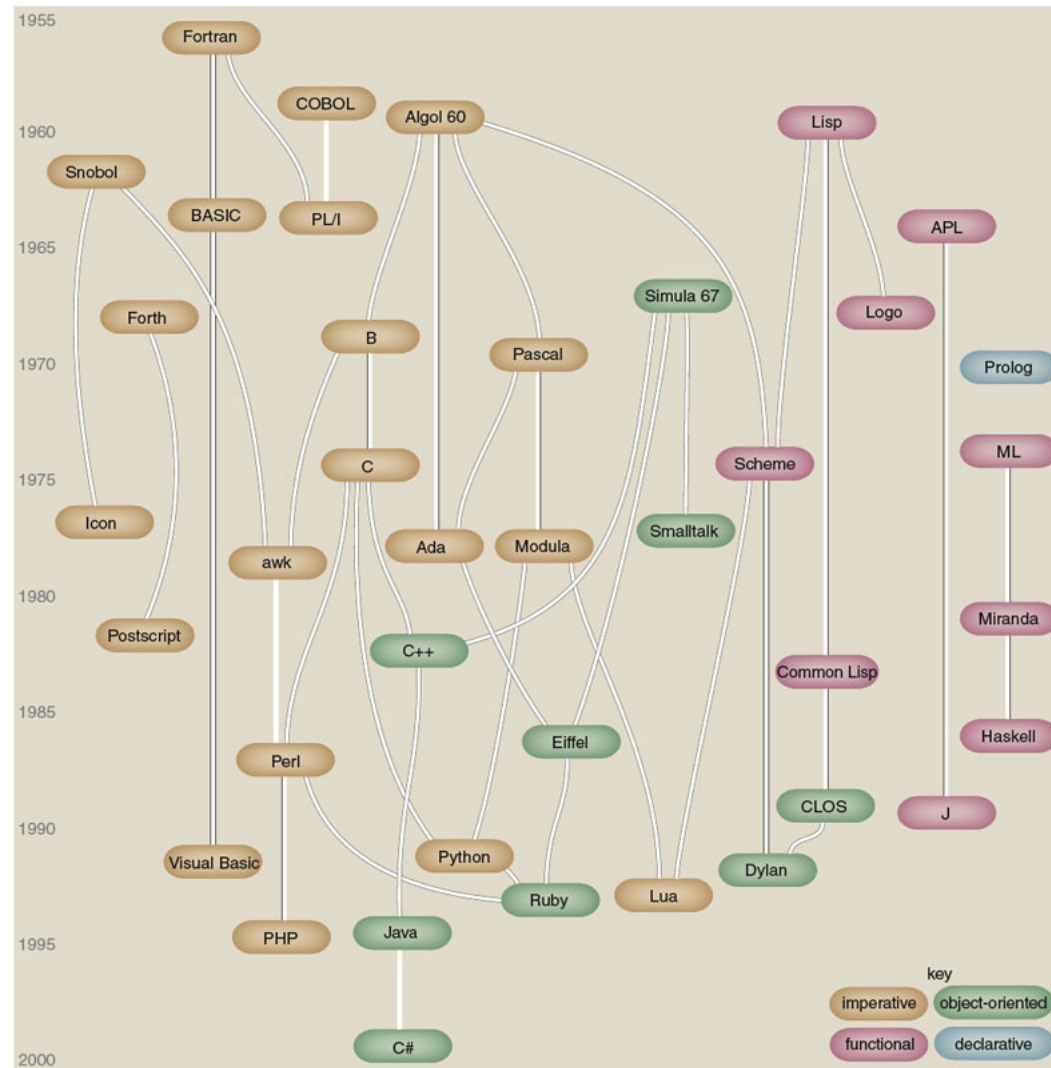 1955
Fortran
COBOL
Algol 60
Lisp
1960
Snobol
BASIC
PL/I
APL
1965
Simula 67
Forth
Logo
B
Pascal
1970
Prolog
ML
C
Scheme
1975
Icon
Smalltalk
awk
Ada
Modula
1980
Miranda
Postscript
C++
Common Lisp
1985
Eiffel
Haskell
Perl
CLOS
J
1990
Visual Basic
Python
Dylan
Ruby
Lua
Java
PHP
1995
key
imperative
object-oriented
C#
functional
declarative
2000